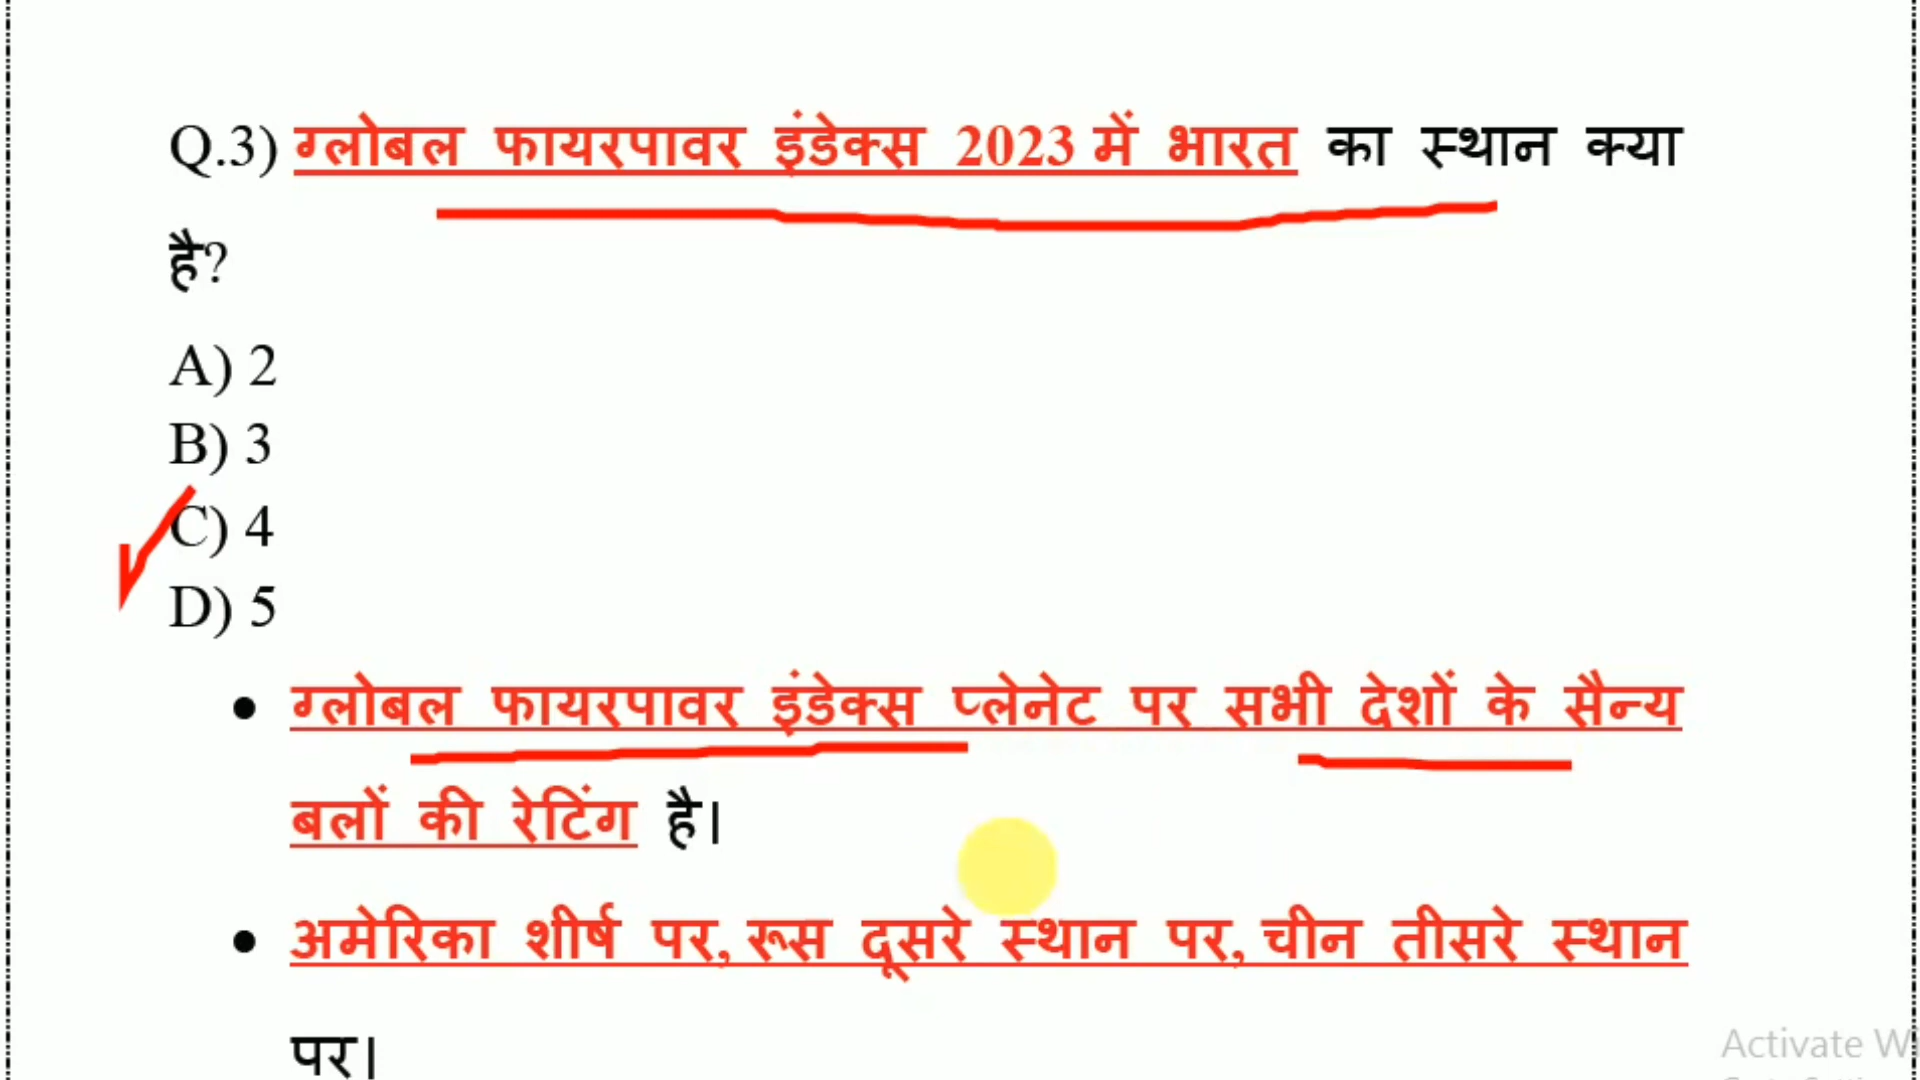 Q.3) ग्लोबल फायरपावर इंडेक्स 2023 में भारत का स्थान क्या
है?
A) 2
B) 3
C) 4
D) 5
• ग्लोबल फायरपावर इंडेक्स प्लेनेट पर सभी देशों के सैन्य
बलों की रेटिंग है।
• अमेरिका शीर्ष पर, रूस दूसरे स्थान पर, चीन तीसरे स्थान
पर।
Activate Wi